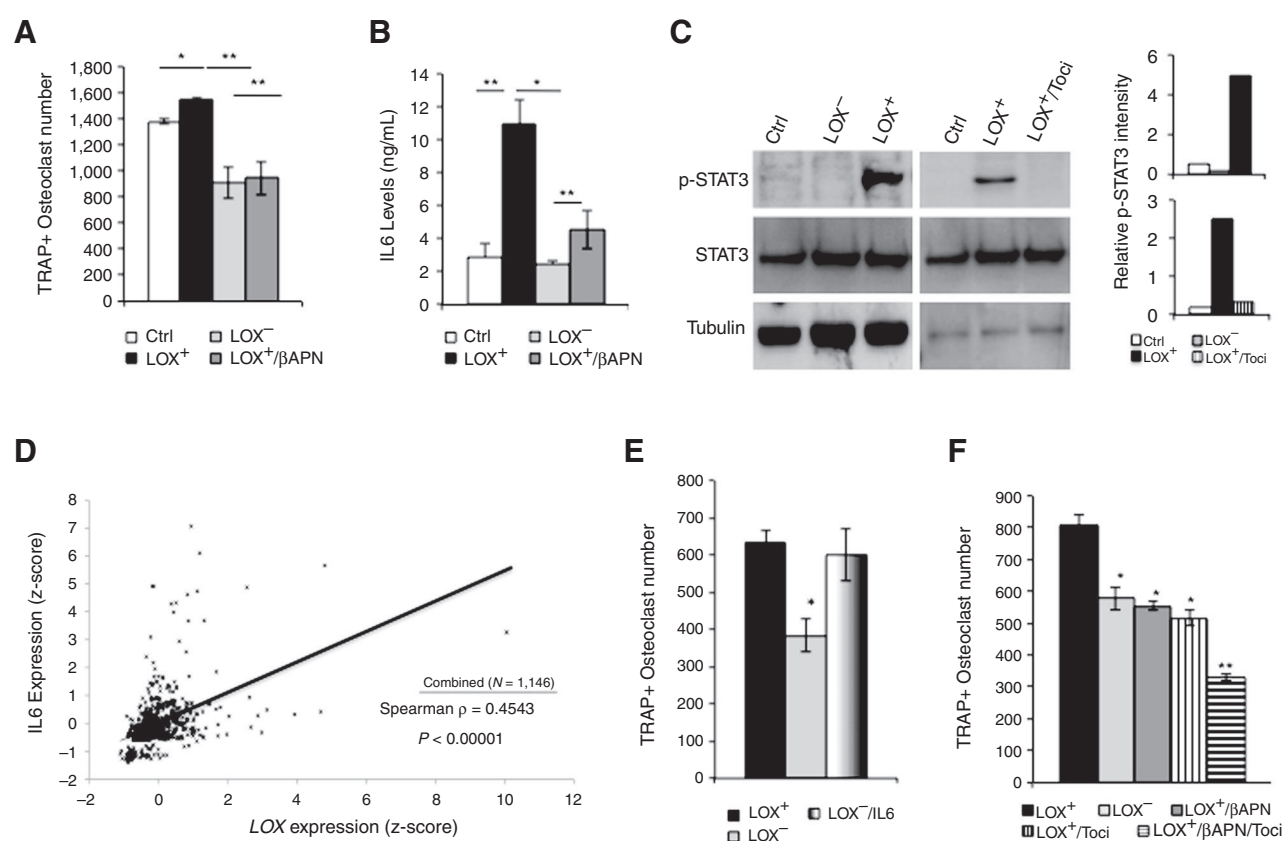 A
TRAP+ Osteoclast number
1,800
1,600
1,400
1,200
1,000
800
600
400
200
0
*
**
**
Ctrl
LOX⁻
LOX⁺
LOX⁺/βAPN
B
IL6 Levels (ng/mL)
14
12
10
8
6
4
2
0
**
*
**
Ctrl
LOX⁻
LOX⁺
LOX⁺/βAPN
C
Ctrl
LOX⁻
LOX⁺
Ctrl
LOX⁺
LOX⁺/Toci
p-STAT3
STAT3
Tubulin
Relative p-STAT3 intensity
6
4
2
0
3
2
1
0
Ctrl
LOX⁻
LOX⁺
LOX⁺/Toci
D
IL6 Expression (z-score)
8
7
6
5
4
3
2
1
0
–1
–2
–2
0
2
4
6
8
10
12
Combined (N = 1,146)
Spearman ρ = 0.4543
P < 0.00001
LOX expression (z-score)
E
TRAP+ Osteoclast number
800
700
600
500
400
300
200
100
0
*
LOX⁺
LOX⁻/IL6
LOX⁻
F
TRAP+ Osteoclast number
900
800
700
600
500
400
300
200
100
0
*
*
*
**
LOX⁺
LOX⁻
LOX⁺/βAPN
LOX⁺/Toci
LOX⁺/βAPN/Toci